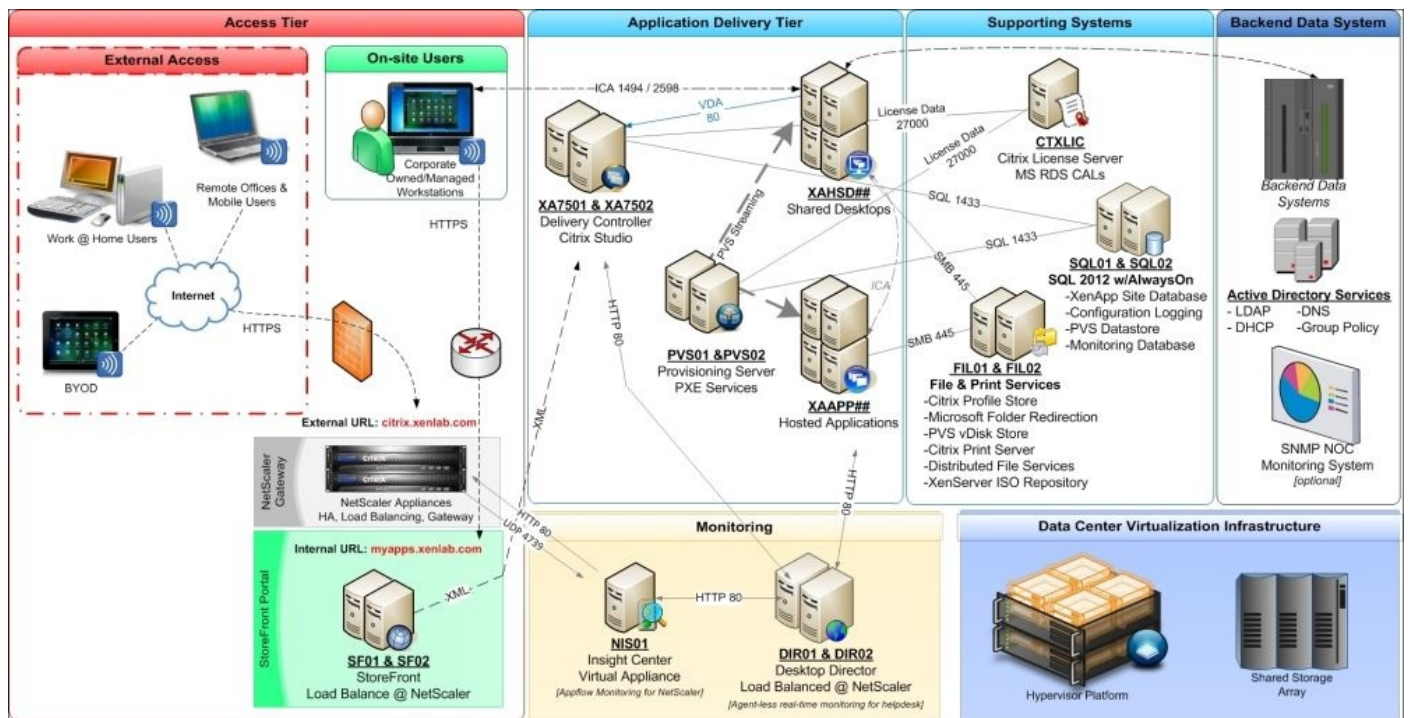 Access Tier
External Access
Work @ Home Users
Remote Offices &
Mobile Users
Internet
HTTPS
BYOD
On-site Users
Corporate
Owned/Managed
Workstations
HTTPS
External URL: citrix.xenlab.com
NetScaler
Gateway
CITRIX
CITRIX
NetScaler Appliances
HA, Load Balancing, Gateway
StoreFront Portal
Internal URL: myapps.xenlab.com
SF01 & SF02
StoreFront
Load Balance @ NetScaler
XML
XML
Application Delivery Tier
ICA 1494 / 2598
VDA
80
XA7501 & XA7502
Delivery Controller
Citrix Studio
XAHSD##
Shared Desktops
PVS Streaming
PVS01 &PVS02
Provisioning Server
PXE Services
ICA
XAAPP##
Hosted Applications
HTTP 80
HTTP 80
License Data
27000
License Data
27000
SQL 1433
SQL 1433
SMB 445
SMB 445
Supporting Systems
CTXLIC
Citrix License Server
MS RDS CALs
SQL01 & SQL02
SQL 2012 w/AlwaysOn
-XenApp Site Database
-Configuration Logging
-PVS Datastore
-Monitoring Database
FIL01 & FIL02
File & Print Services
-Citrix Profile Store
-Microsoft Folder Redirection
-PVS vDisk Store
-Citrix Print Server
-Distributed File Services
-XenServer ISO Repository
Backend Data System
Backend Data
Systems
Active Directory Services
- LDAP -DNS
- DHCP -Group Policy
SNMP NOC
Monitoring System
[optional]
Monitoring
HTTP 80
UDP 4739
HTTP 80
NIS01
Insight Center
Virtual Appliance
[Appflow Monitoring for NetScaler]
DIR01 & DIR02
Desktop Director
Load Balanced @ NetScaler
[Agent-less real-time monitoring for helpdesk]
Data Center Virtualization Infrastructure
Hypervisor Platform
Shared Storage
Array